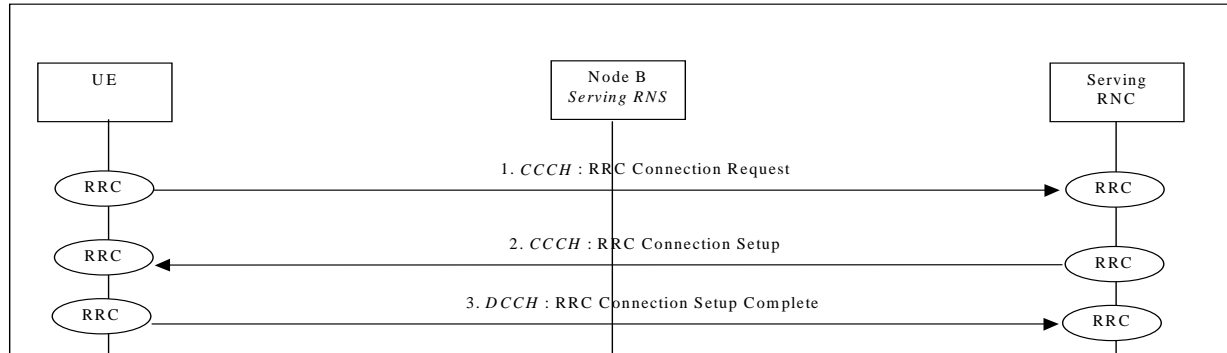 UE
Node B
Serving RNS
Serving
RNC
1. CCCH : RRC Connection Request
RRC
RRC
2. CCCH : RRC Connection Setup
RRC
RRC
3. DCCH : RRC Connection Setup Complete
RRC
RRC